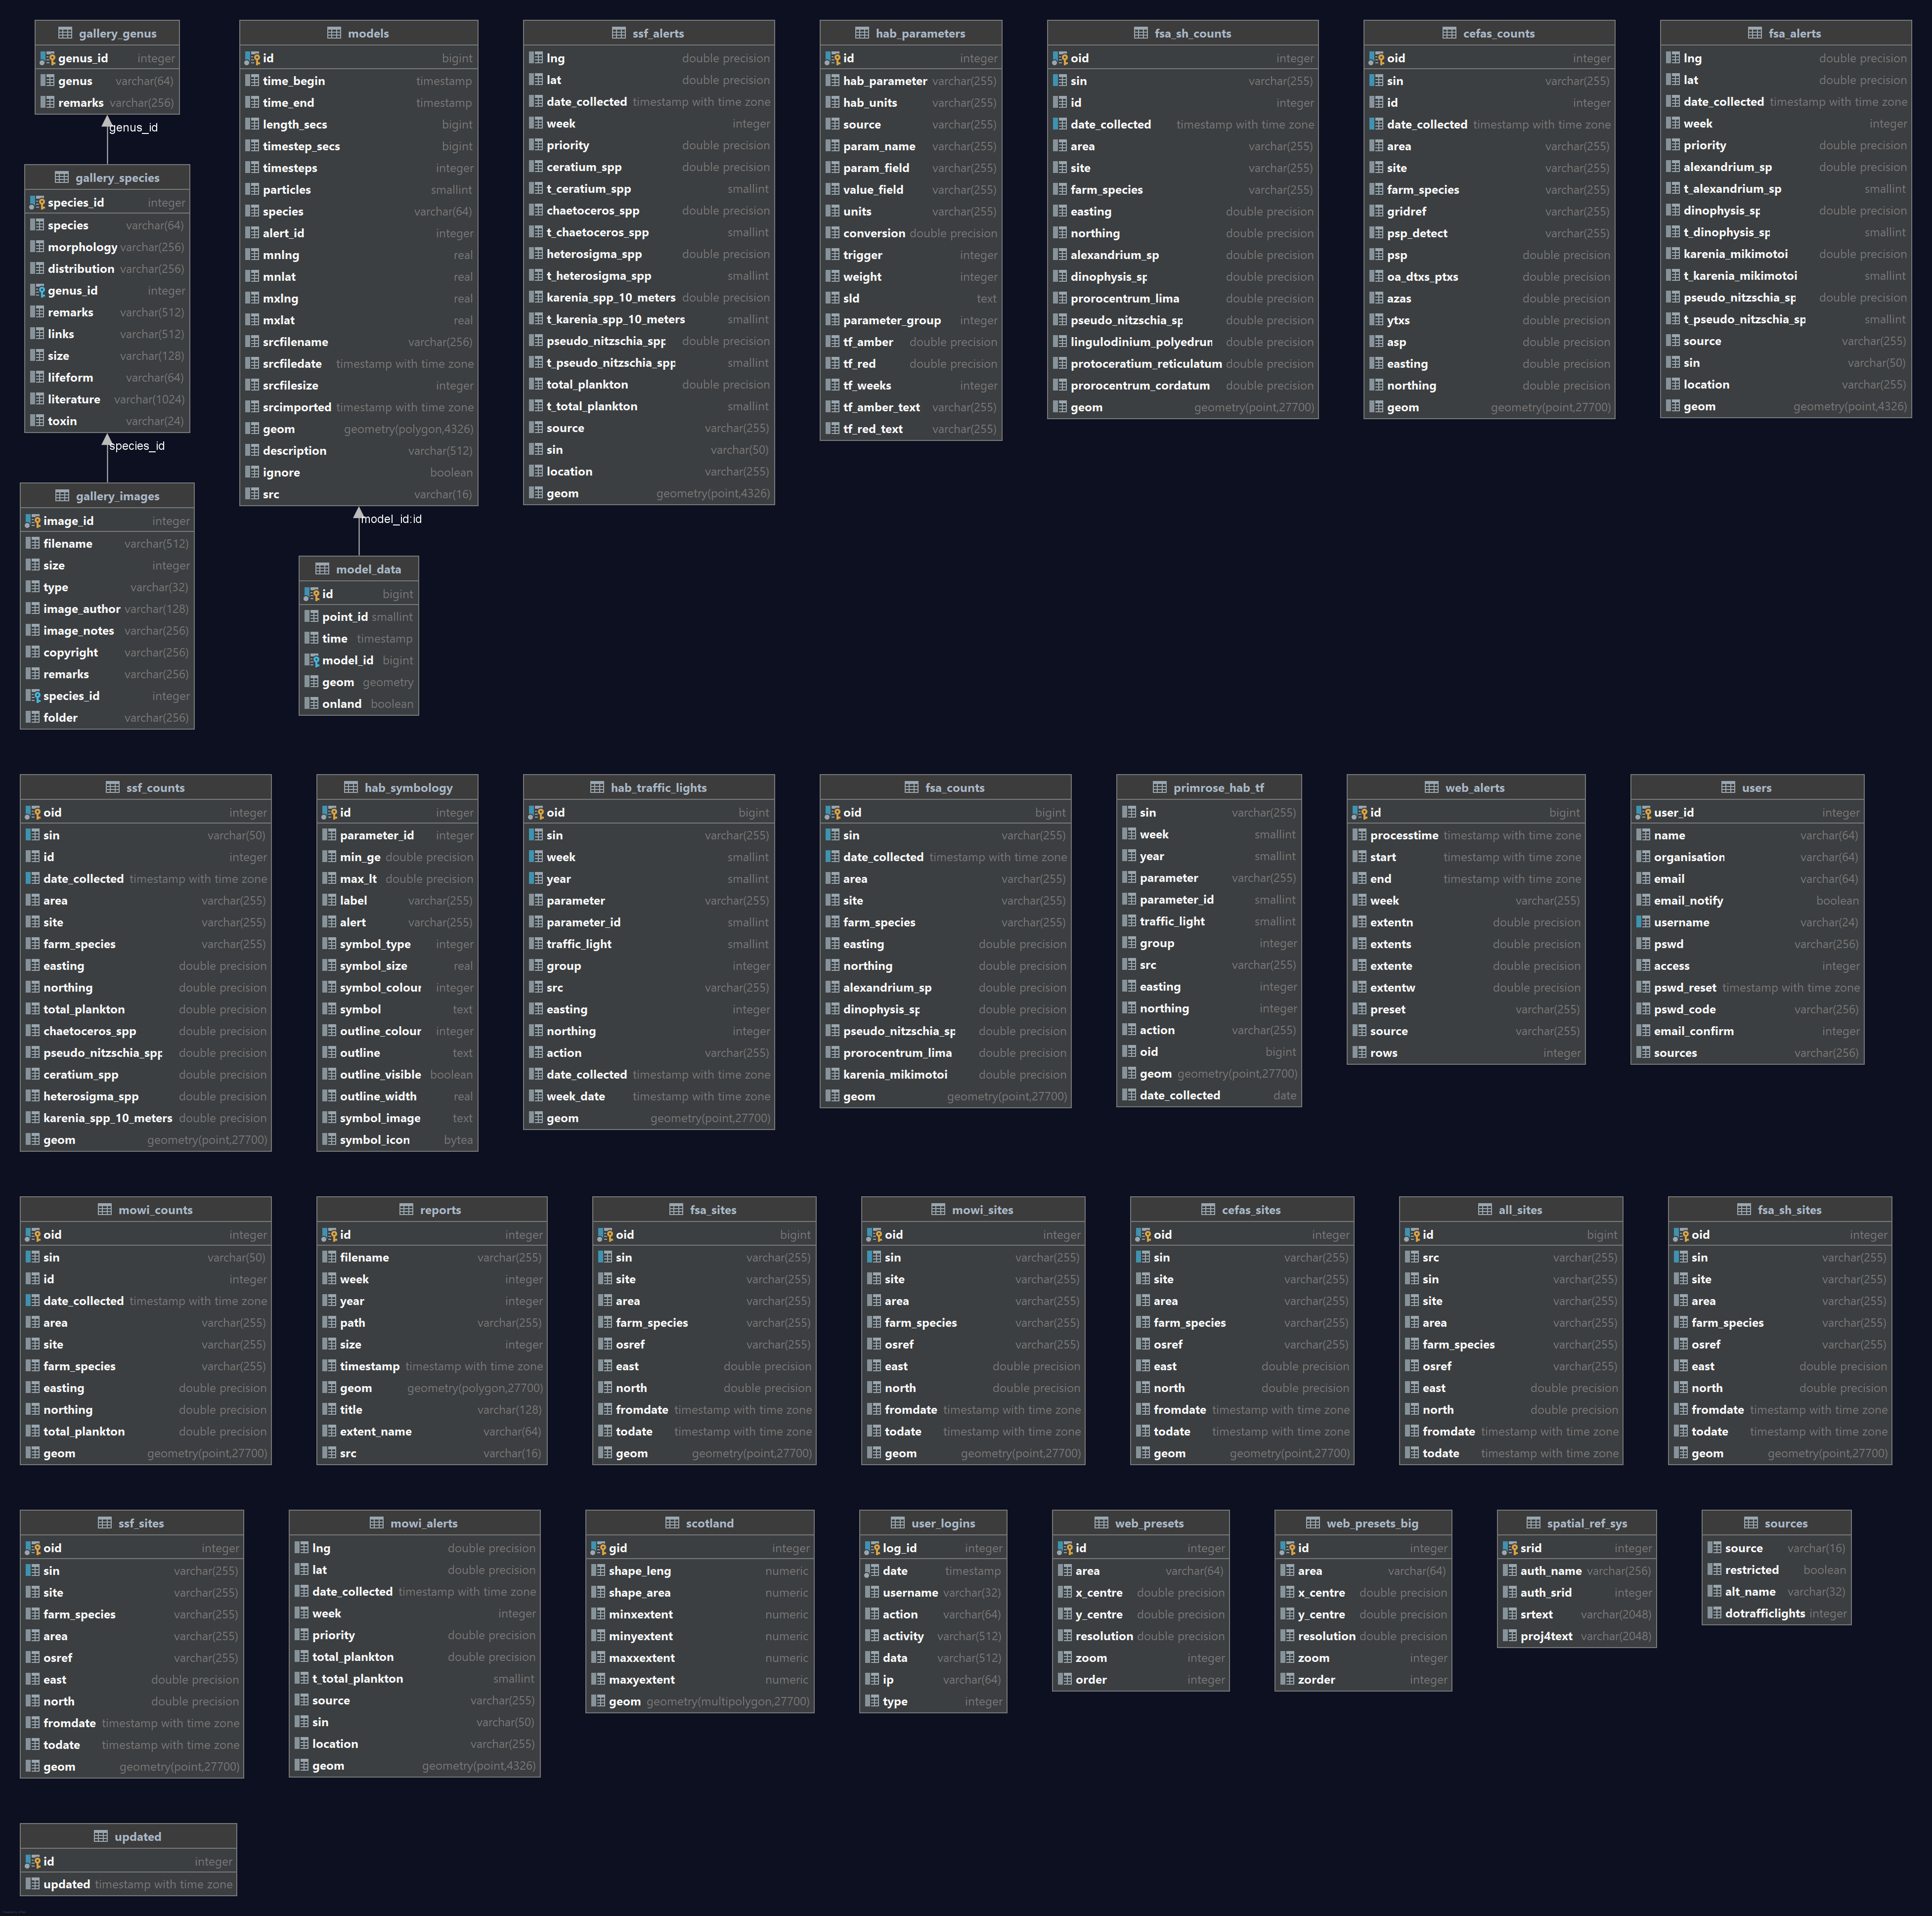 gallery_genus
genus_id integer
genus varchar(64)
remarks varchar(256)
genus_id
gallery_species
species_id integer
species varchar(64)
morphology varchar(256)
distribution varchar(256)
genus_id integer
remarks varchar(512)
links varchar(512)
size varchar(128)
lifeform varchar(64)
literature varchar(1024)
toxin varchar(24)
species_id
gallery_images
image_id integer
filename varchar(512)
size integer
type varchar(32)
image_author varchar(128)
image_notes varchar(256)
copyright varchar(256)
remarks varchar(256)
species_id integer
folder varchar(256)
models
id bigint
time_begin timestamp
time_end timestamp
length_secs bigint
timestep_secs bigint
timesteps integer
particles smallint
species varchar(64)
alert_id integer
mnlng real
mnlat real
mxlng real
mxlat real
srcfilename varchar(256)
srcfiledate timestamp with time zone
srcfilesize integer
srcimported timestamp with time zone
geom geometry(polygon,4326)
description varchar(512)
ignore boolean
src varchar(16)
model_id:id
model_data
id bigint
point_id smallint
time timestamp
model_id bigint
geom geometry
onland boolean
ssf_alerts
lng double precision
lat double precision
date_collected timestamp with time zone
week integer
priority double precision
ceratium_spp double precision
t_ceratium_spp smallint
chaetoceros_spp double precision
t_chaetoceros_spp smallint
heterosigma_spp double precision
t_heterosigma_spp smallint
karenia_spp_10_meters double precision
t_karenia_spp_10_meters smallint
pseudo_nitzschia_spp double precision
t_pseudo_nitzschia_spp smallint
total_plankton double precision
t_total_plankton smallint
source varchar(255)
sin varchar(50)
location varchar(255)
geom geometry(point,4326)
hab_parameters
id integer
hab_parameter varchar(255)
hab_units varchar(255)
source varchar(255)
param_name varchar(255)
param_field varchar(255)
value_field varchar(255)
units varchar(255)
conversion double precision
trigger integer
weight integer
sld text
parameter_group integer
tf_amber double precision
tf_red double precision
tf_weeks integer
tf_amber_text varchar(255)
tf_red_text varchar(255)
fsa_sh_counts
oid integer
sin varchar(255)
id integer
date_collected timestamp with time zone
area varchar(255)
site varchar(255)
farm_species varchar(255)
easting double precision
northing double precision
alexandrium_sp double precision
dinophysis_sp double precision
prorocentrum_lima double precision
pseudo_nitzschia_sp double precision
lingulodinium_polyedrum double precision
protoceratium_reticulatum double precision
prorocentrum_cordatum double precision
geom geometry(point,27700)
cefas_counts
oid integer
sin varchar(255)
id integer
date_collected timestamp with time zone
area varchar(255)
site varchar(255)
farm_species varchar(255)
gridref varchar(255)
psp_detect varchar(255)
psp double precision
oa_dtxs_ptxs double precision
azas double precision
ytxs double precision
asp double precision
easting double precision
northing double precision
geom geometry(point,27700)
fsa_alerts
lng double precision
lat double precision
date_collected timestamp with time zone
week integer
priority double precision
alexandrium_sp double precision
t_alexandrium_sp smallint
dinophysis_sp double precision
t_dinophysis_sp smallint
karenia_mikimotoi double precision
t_karenia_mikimotoi smallint
pseudo_nitzschia_sp double precision
t_pseudo_nitzschia_sp smallint
source varchar(255)
sin varchar(50)
location varchar(255)
geom geometry(point,4326)
ssf_counts
oid integer
sin varchar(50)
id integer
date_collected timestamp with time zone
area varchar(255)
site varchar(255)
farm_species varchar(255)
easting double precision
northing double precision
total_plankton double precision
chaetoceros_spp double precision
pseudo_nitzschia_spp double precision
ceratium_spp double precision
heterosigma_spp double precision
karenia_spp_10_meters double precision
geom geometry(point,27700)
hab_symbology
id integer
parameter_id integer
min_ge double precision
max_lt double precision
label varchar(255)
alert varchar(255)
symbol_type integer
symbol_size real
symbol_colour integer
symbol text
outline_colour integer
outline text
outline_visible boolean
outline_width real
symbol_image text
symbol_icon bytea
hab_traffic_lights
oid bigint
sin varchar(255)
week smallint
year smallint
parameter varchar(255)
parameter_id smallint
traffic_light smallint
group integer
src varchar(255)
easting integer
northing integer
action varchar(255)
date_collected timestamp with time zone
week_date timestamp with time zone
geom geometry(point,27700)
fsa_counts
oid bigint
sin varchar(255)
date_collected timestamp with time zone
area varchar(255)
site varchar(255)
farm_species varchar(255)
easting double precision
northing double precision
alexandrium_sp double precision
dinophysis_sp double precision
pseudo_nitzschia_sp double precision
prorocentrum_lima double precision
karenia_mikimotoi double precision
geom geometry(point,27700)
primrose_hab_tf
sin varchar(255)
week smallint
year smallint
parameter varchar(255)
parameter_id smallint
traffic_light smallint
group integer
src varchar(255)
easting integer
northing integer
action varchar(255)
oid bigint
geom geometry(point,27700)
date_collected date
web_alerts
id bigint
processtime timestamp with time zone
start timestamp with time zone
end timestamp with time zone
week varchar(255)
extentn double precision
extents double precision
extente double precision
extentw double precision
preset varchar(255)
source varchar(255)
rows integer
users
user_id integer
name varchar(64)
organisation varchar(64)
email varchar(64)
email_notify boolean
username varchar(24)
pswd varchar(256)
access integer
pswd_reset timestamp with time zone
pswd_code varchar(256)
email_confirm integer
sources varchar(256)
mowi_counts
oid integer
sin varchar(50)
id integer
date_collected timestamp with time zone
area varchar(255)
site varchar(255)
farm_species varchar(255)
easting double precision
northing double precision
total_plankton double precision
geom geometry(point,27700)
reports
id integer
filename varchar(255)
week integer
year integer
path varchar(255)
size integer
timestamp timestamp with time zone
geom geometry(polygon,27700)
title varchar(128)
extent_name varchar(64)
src varchar(16)
fsa_sites
oid bigint
sin varchar(255)
site varchar(255)
area varchar(255)
farm_species varchar(255)
osref varchar(255)
east double precision
north double precision
fromdate timestamp with time zone
todate timestamp with time zone
geom geometry(point,27700)
mowi_sites
oid integer
sin varchar(255)
site varchar(255)
area varchar(255)
farm_species varchar(255)
osref varchar(255)
east double precision
north double precision
fromdate timestamp with time zone
todate timestamp with time zone
geom geometry(point,27700)
cefas_sites
oid integer
sin varchar(255)
site varchar(255)
area varchar(255)
farm_species varchar(255)
osref varchar(255)
east double precision
north double precision
fromdate timestamp with time zone
todate timestamp with time zone
geom geometry(point,27700)
all_sites
id bigint
src varchar(255)
sin varchar(255)
site varchar(255)
area varchar(255)
farm_species varchar(255)
osref varchar(255)
east double precision
north double precision
fromdate timestamp with time zone
todate timestamp with time zone
fsa_sh_sites
oid integer
sin varchar(255)
site varchar(255)
area varchar(255)
farm_species varchar(255)
osref varchar(255)
east double precision
north double precision
fromdate timestamp with time zone
todate timestamp with time zone
geom geometry(point,27700)
ssf_sites
oid integer
sin varchar(255)
site varchar(255)
farm_species varchar(255)
area varchar(255)
osref varchar(255)
east double precision
north double precision
fromdate timestamp with time zone
todate timestamp with time zone
geom geometry(point,27700)
mowi_alerts
lng double precision
lat double precision
date_collected timestamp with time zone
week integer
priority double precision
total_plankton double precision
t_total_plankton smallint
source varchar(255)
sin varchar(50)
location varchar(255)
geom geometry(point,4326)
scotland
gid integer
shape_leng numeric
shape_area numeric
minxextent numeric
minyextent numeric
maxxextent numeric
maxyextent numeric
geom geometry(multipolygon,27700)
user_logins
log_id integer
date timestamp
username varchar(32)
action varchar(64)
activity varchar(512)
data varchar(512)
ip varchar(64)
type integer
web_presets
id integer
area varchar(64)
x_centre double precision
y_centre double precision
resolution double precision
zoom integer
order integer
web_presets_big
id integer
area varchar(64)
x_centre double precision
y_centre double precision
resolution double precision
zoom integer
zorder integer
spatial_ref_sys
srid integer
auth_name varchar(256)
auth_srid integer
srtext varchar(2048)
proj4text varchar(2048)
sources
source varchar(16)
restricted boolean
alt_name varchar(32)
dotrafficlights integer
updated
id integer
updated timestamp with time zone